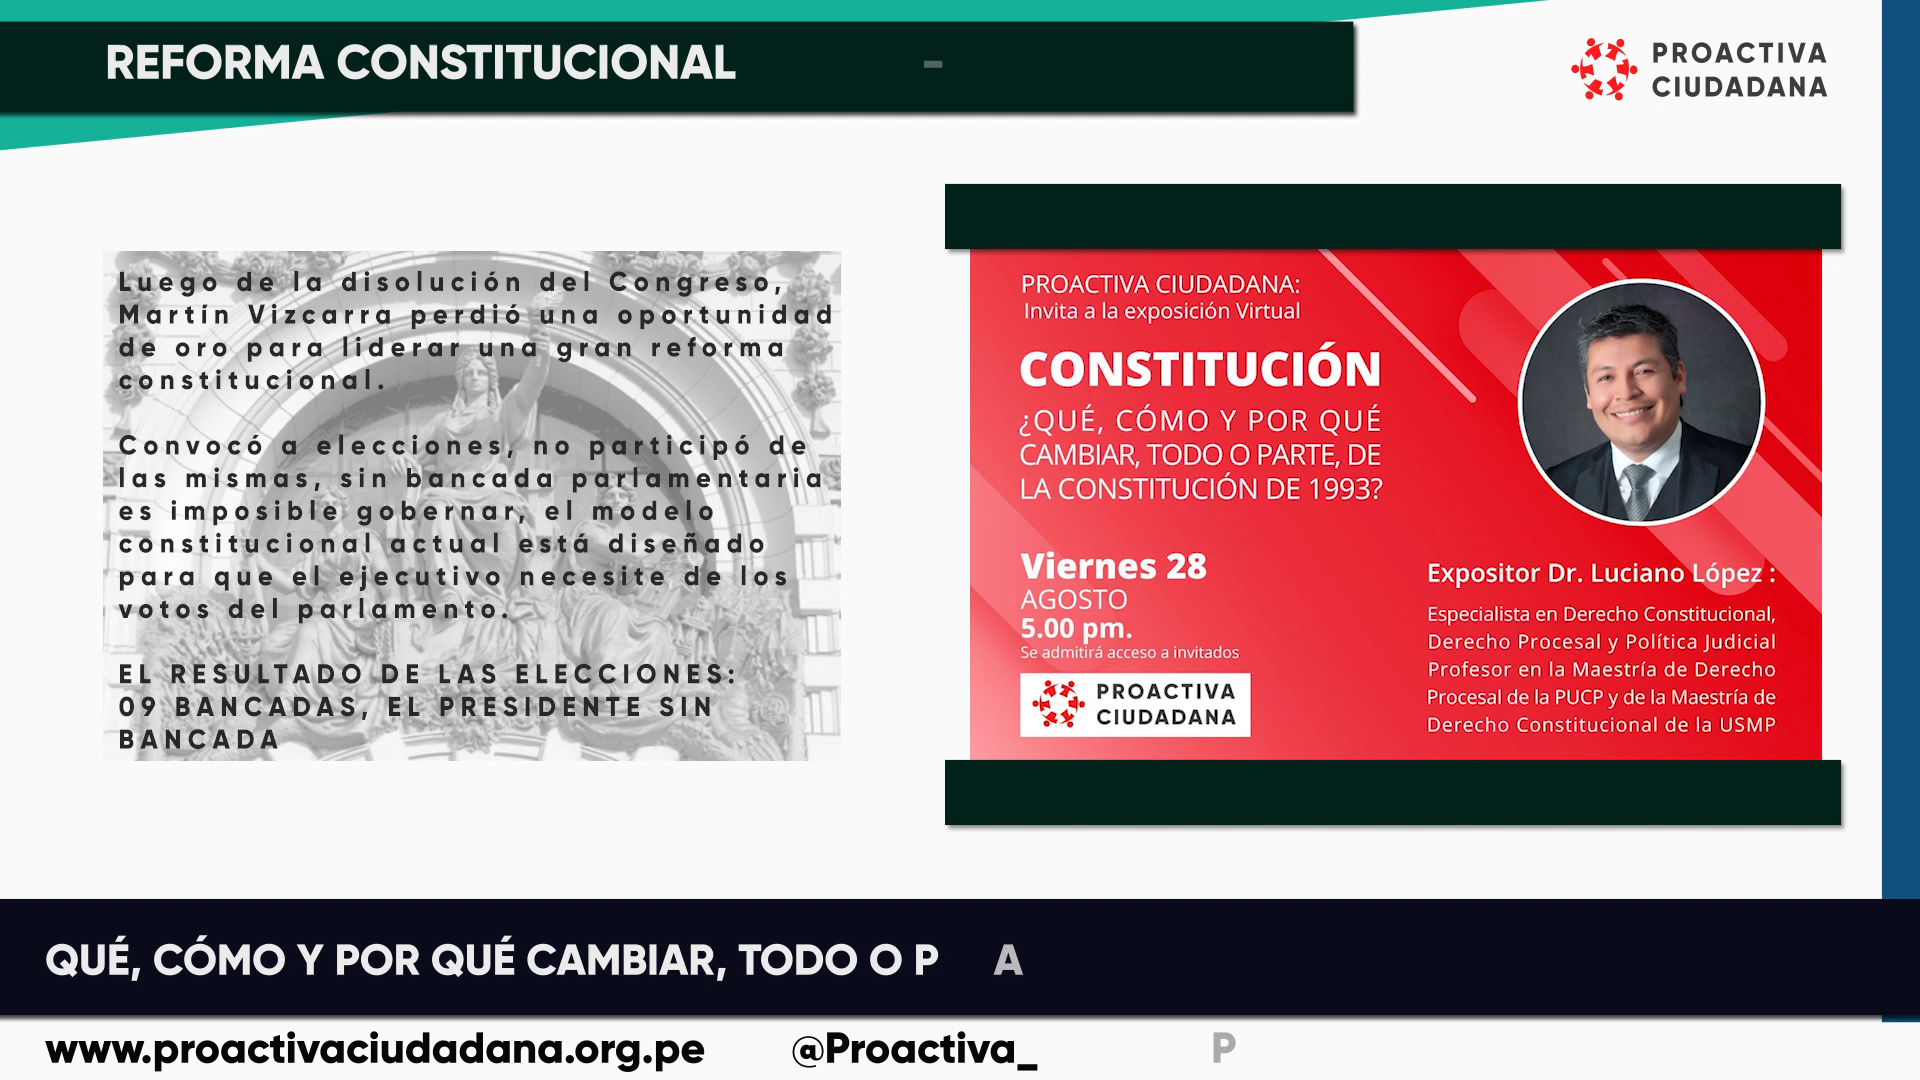 REFORMA CONSTITUCIONAL -
PROACTIVA
CIUDADANA
Luego de la disolución del Congreso,
Martín Vizcarra perdió una oportunidad
de oro para liderar una gran reforma
constitucional.
Convocó a elecciones, no participó de
las mismas, sin bancada parlamentaria
es imposible gobernar, el modelo
constitucional actual está diseñado
para que el ejecutivo necesite de los
votos del parlamento.
EL RESULTADO DE LAS ELECCIONES:
09 BANCADAS, EL PRESIDENTE SIN
BANCADA
PROACTIVA CIUDADANA:
Invita a la exposición Virtual
CONSTITUCIÓN
¿QUÉ, CÓMO Y POR QUÉ
CAMBIAR, TODO O PARTE, DE
LA CONSTITUCIÓN DE 1993?
Viernes 28
AGOSTO
5.00 pm.
Se admitirá acceso a invitados
PROACTIVA
CIUDADANA
Expositor Dr. Luciano López :
Especialista en Derecho Constitucional,
Derecho Procesal y Política Judicial
Profesor en la Maestría de Derecho
Procesal de la PUCP y de la Maestría de
Derecho Constitucional de la USMP
QUÉ, CÓMO Y POR QUÉ CAMBIAR, TODO O P A
www.proactivaciudadana.org.pe @Proactiva_ P